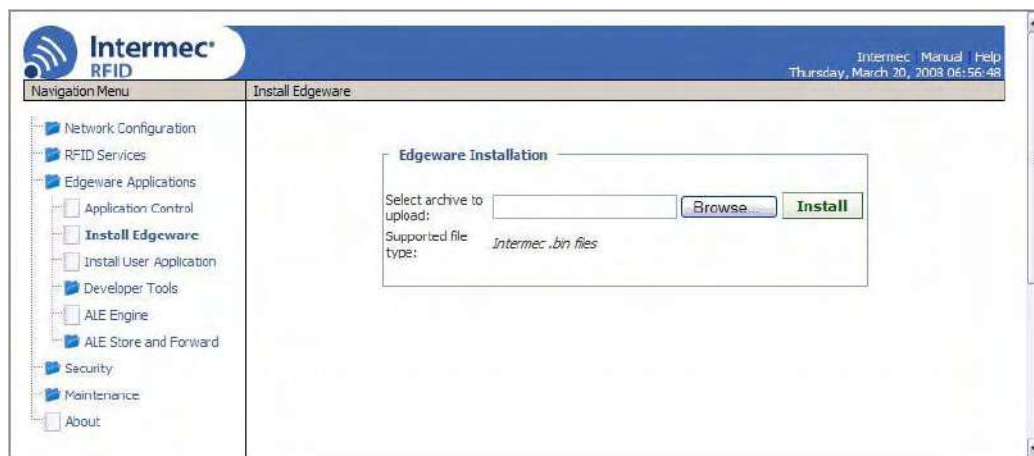 Intermec
RFID
Intermec Manual Help
Thursday, March 20, 2008 06:56:48
Navigation Menu
Install Edgeware
Network Configuration
RFID Services
Edgeware Applications
Application Control
Install Edgeware
Install User Application
Developer Tools
ALE Engine
ALE Store and Forward
Security
Maintenance
About
Edgeware Installation
Select archive to
upload:
Browse...
Install
Supported file
type:
Intermec .bin files